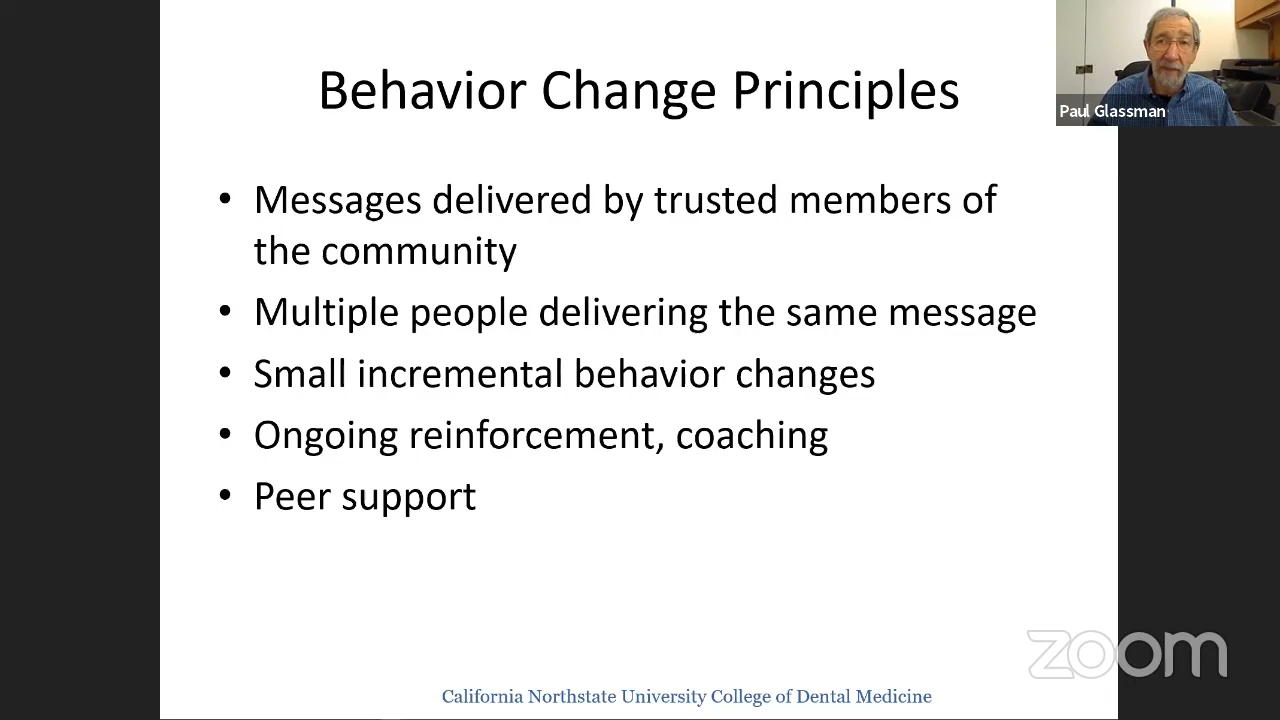 Behavior Change Principles
Paul Glassman
• Messages delivered by trusted members of
the community
• Multiple people delivering the same message
• Small incremental behavior changes
• Ongoing reinforcement, coaching
• Peer support
zoom
California Northstate University College of Dental Medicine